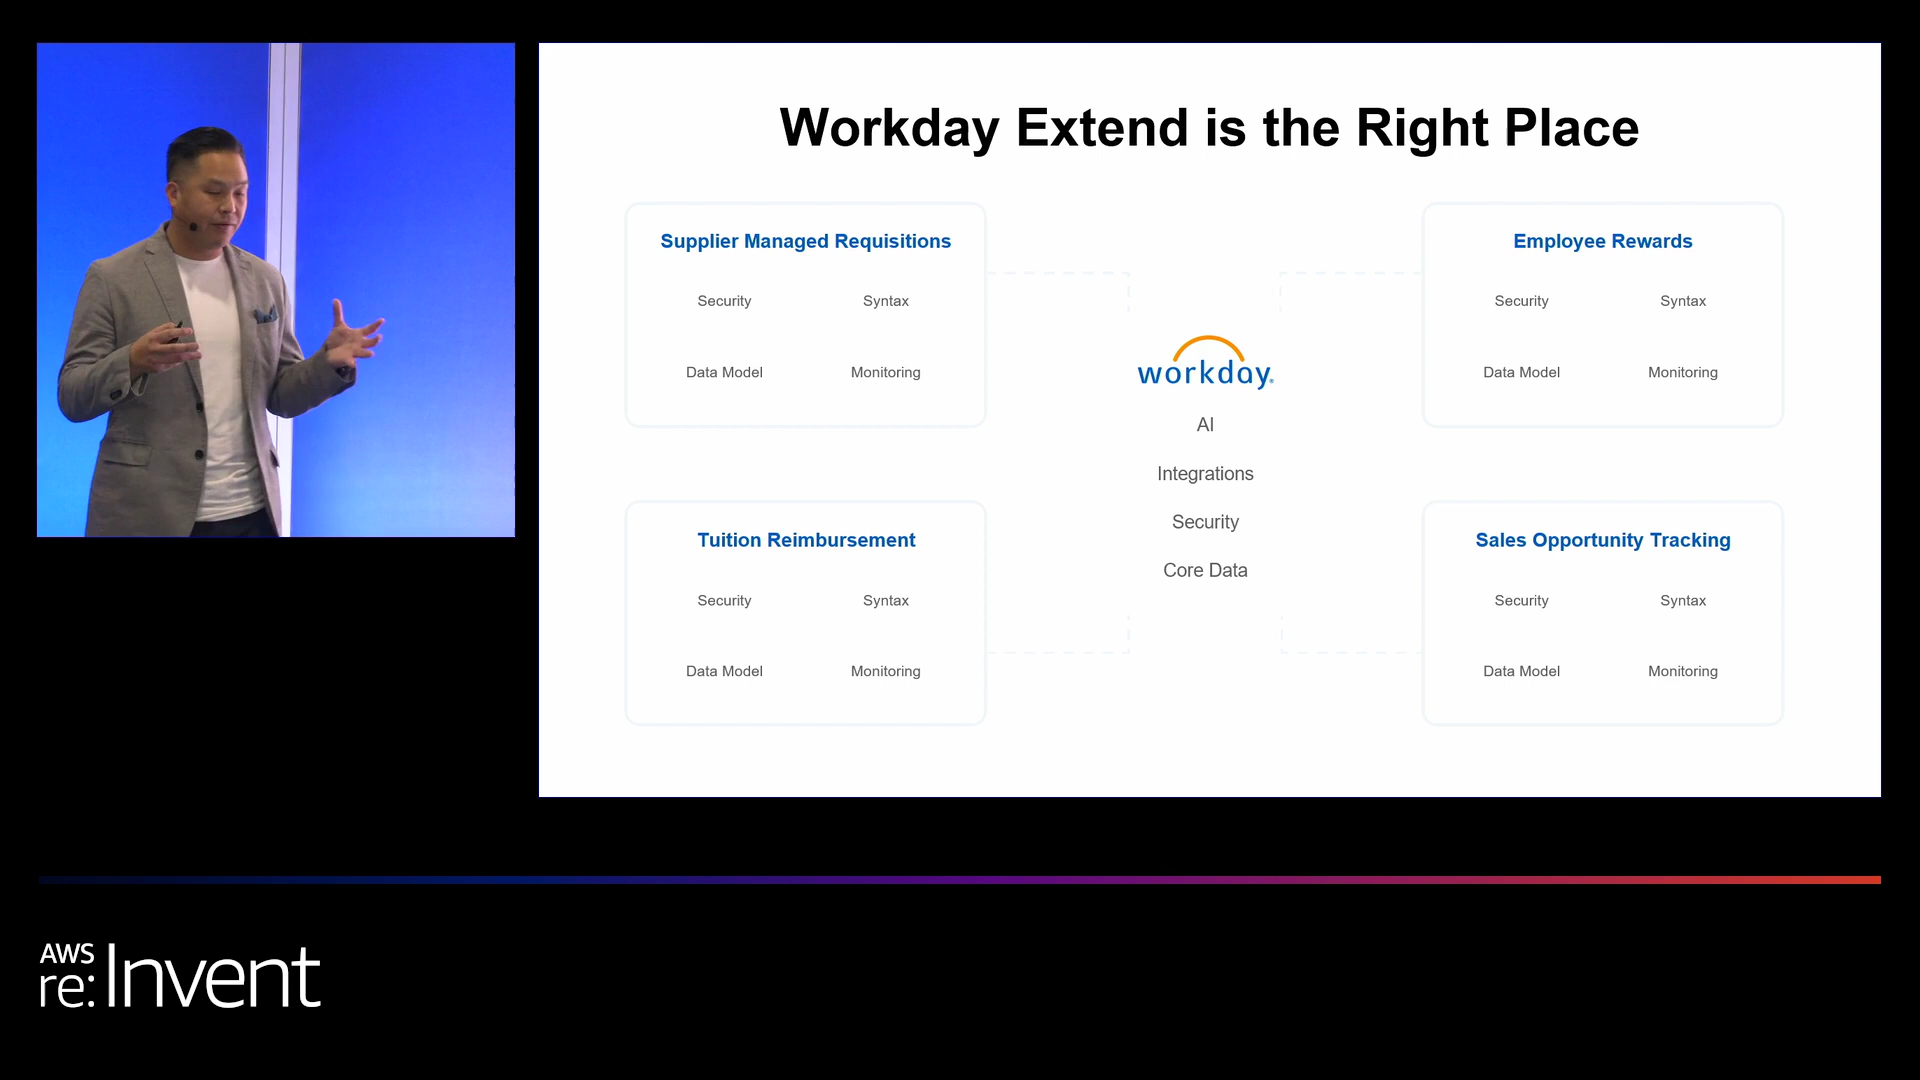 Workday Extend is the Right Place
Supplier Managed Requisitions
Security Syntax
Data Model Monitoring
Employee Rewards
Security Syntax
Data Model Monitoring
workday.
AI
Integrations
Security
Core Data
Tuition Reimbursement
Security Syntax
Data Model Monitoring
Sales Opportunity Tracking
Security Syntax
Data Model Monitoring
AWS
re:Invent